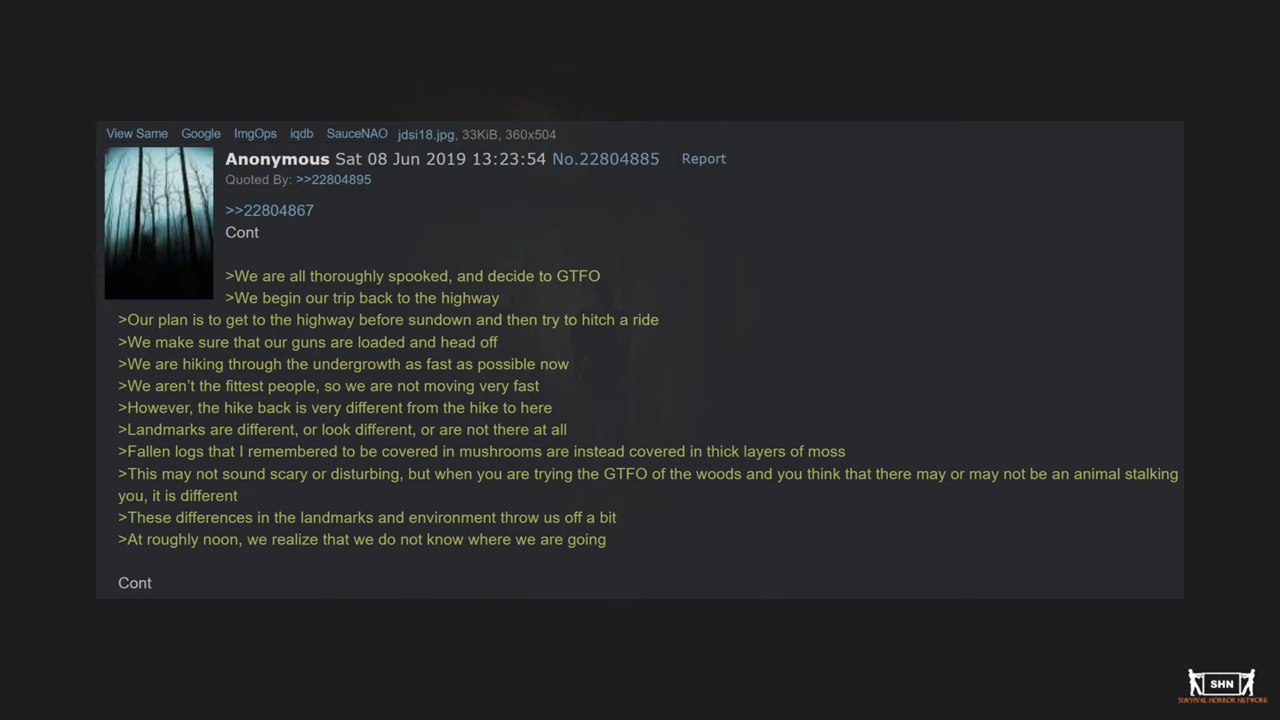 View Same Google ImgOps iqdb SauceNAO jdsi18.jpg, 33KiB, 360x504
Anonymous Sat 08 Jun 2019 13:23:54 No.22804885 Report
Quoted By: >>22804895
>>22804867
Cont
>We are all thoroughly spooked, and decide to GTFO
>We begin our trip back to the highway
>Our plan is to get to the highway before sundown and then try to hitch a ride
>We make sure that our guns are loaded and head off
>We are hiking through the undergrowth as fast as possible now
>We aren't the fittest people, so we are not moving very fast
>However, the hike back is very different from the hike to here
>Landmarks are different, or look different, or are not there at all
>Fallen logs that I remembered to be covered in mushrooms are instead covered in thick layers of moss
>This may not sound scary or disturbing, but when you are trying the GTFO of the woods and you think that there may or may not be an animal stalking
you, it is different
>These differences in the landmarks and environment throw us off a bit
>At roughly noon, we realize that we do not know where we are going
Cont
SHN
SURVIVAL HORROR NETWORK